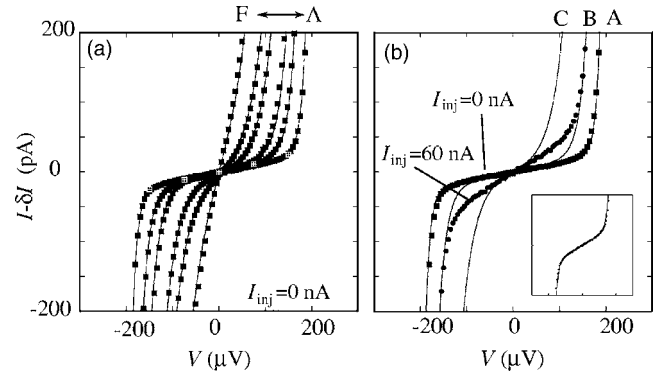 F Λ
C B A
(a)
(b)
200
0
-200
I-δI (pA)
I_inj=0 nA
I_inj=0 nA
I_inj=60 nA
-200 0 200
-200 0 200
V (μV)
V (μV)